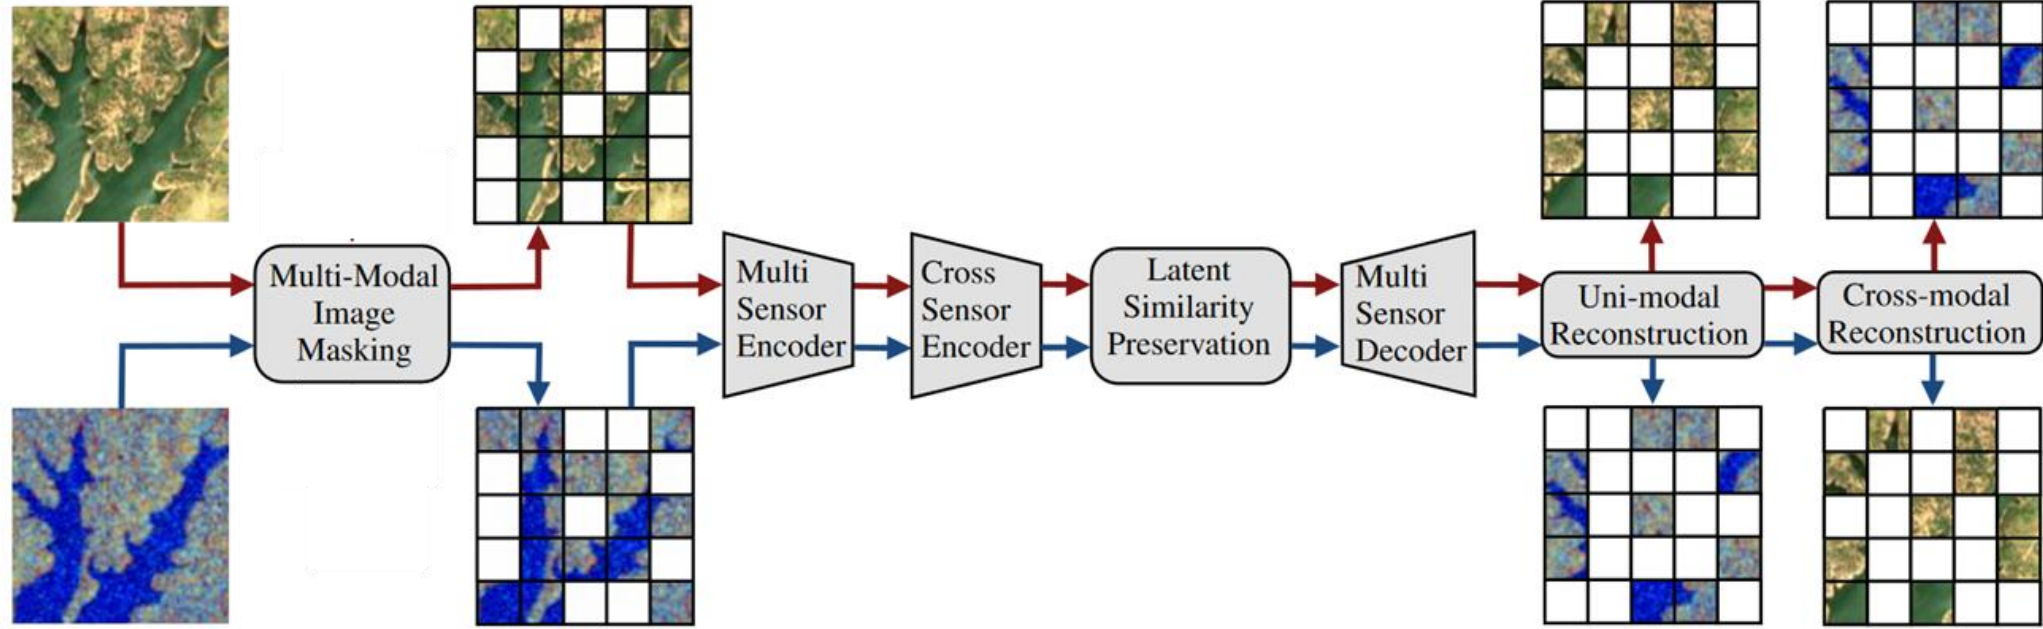 Multi-Modal
Image
Masking
Multi
Sensor
Encoder
Cross
Sensor
Encoder
Latent
Similarity
Preservation
Multi
Sensor
Decoder
Uni-modal
Reconstruction
Cross-modal
Reconstruction